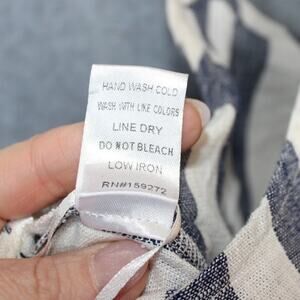 HAND WASH COLD
WASH WITH LIKE COLORS
LINE DRY
DO NOT BLEACH
LOW IRON
RN#159272